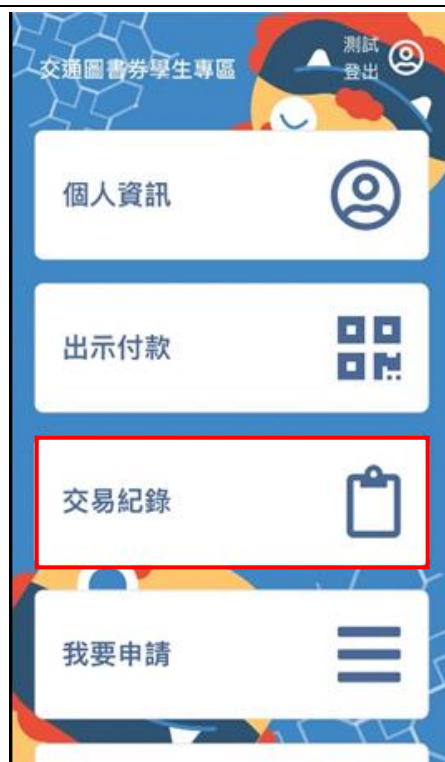 交通圖書券學生專區
測試
登出
個人資訊
出示付款
交易紀錄
我要申請